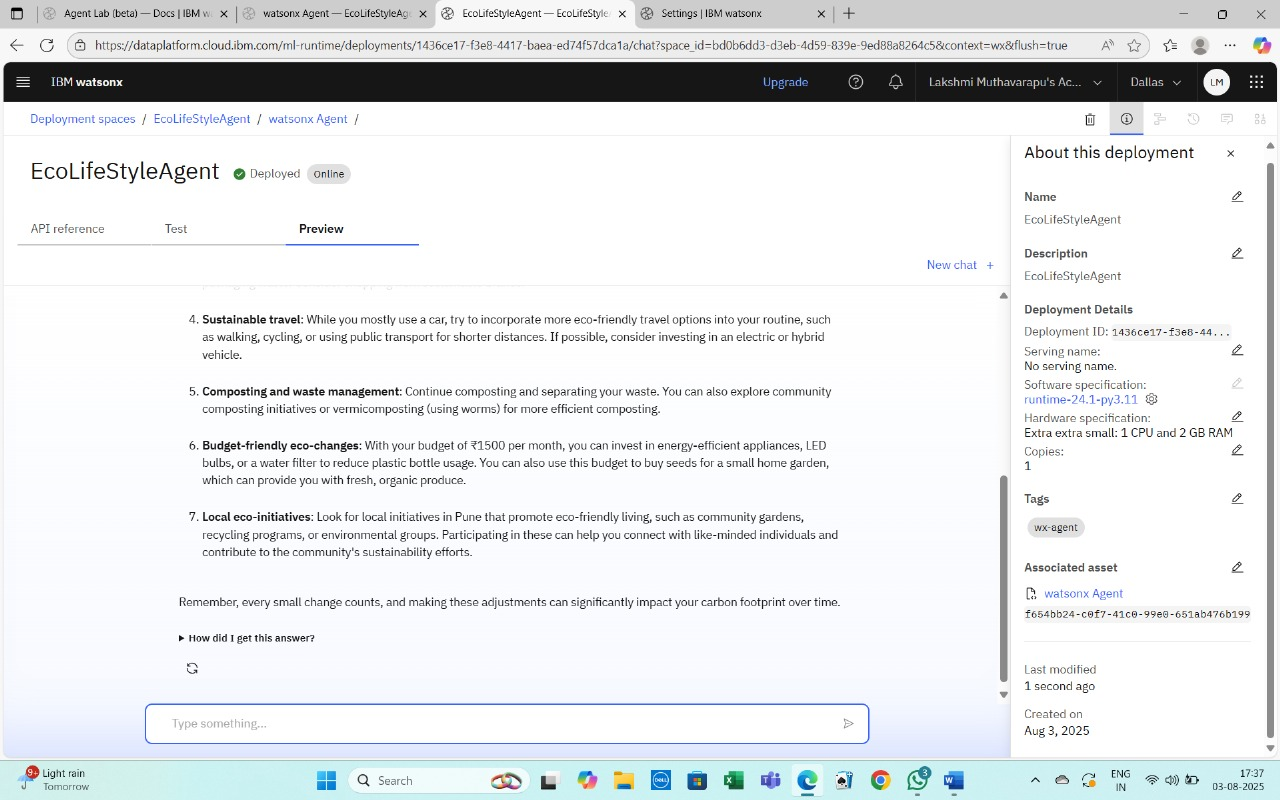 Agent Lab (beta) — Docs | IBM w
watsonx Agent — EcoLifeStyleAge
EcoLifeStyleAgent — EcoLifeStyle
Settings | IBM watsonx
https://dataplatform.cloud.ibm.com/ml-runtime/deployments/1436ce17-f3e8-4417-baea-ed74f57dca1a/chat?space_id=bd0b6dd3-d3eb-4d59-839e-9ed88a8264c5&context=wx&flush=true
IBM watsonx
Upgrade
Lakshmi Muthavarapu's Ac...
Dallas
LM
Deployment spaces / EcoLifeStyleAgent / watsonx Agent /
EcoLifeStyleAgent
Deployed
Online
API reference
Test
Preview
New chat +
4. Sustainable travel: While you mostly use a car, try to incorporate more eco-friendly travel options into your routine, such
as walking, cycling, or using public transport for shorter distances. If possible, consider investing in an electric or hybrid
vehicle.
5. Composting and waste management: Continue composting and separating your waste. You can also explore community
composting initiatives or vermicomposting (using worms) for more efficient composting.
6. Budget-friendly eco-changes: With your budget of ₹1500 per month, you can invest in energy-efficient appliances, LED
bulbs, or a water filter to reduce plastic bottle usage. You can also use this budget to buy seeds for a small home garden,
which can provide you with fresh, organic produce.
7. Local eco-initiatives: Look for local initiatives in Pune that promote eco-friendly living, such as community gardens,
recycling programs, or environmental groups. Participating in these can help you connect with like-minded individuals and
contribute to the community's sustainability efforts.
Remember, every small change counts, and making these adjustments can significantly impact your carbon footprint over time.
How did I get this answer?
Type something...
About this deployment
Name
EcoLifeStyleAgent
Description
EcoLifeStyleAgent
Deployment Details
Deployment ID: 1436ce17-f3e8-44...
Serving name:
No serving name.
Software specification:
runtime-24.1-py3.11
Hardware specification:
Extra extra small: 1 CPU and 2 GB RAM
Copies:
1
Tags
wx-agent
Associated asset
watsonx Agent
f654bb24-c0f7-41c0-99e0-651ab476b199
Last modified
1 second ago
Created on
Aug 3, 2025
9+
Light rain
Tomorrow
Search
DELL
3
ENG
IN
17:37
03-08-2025